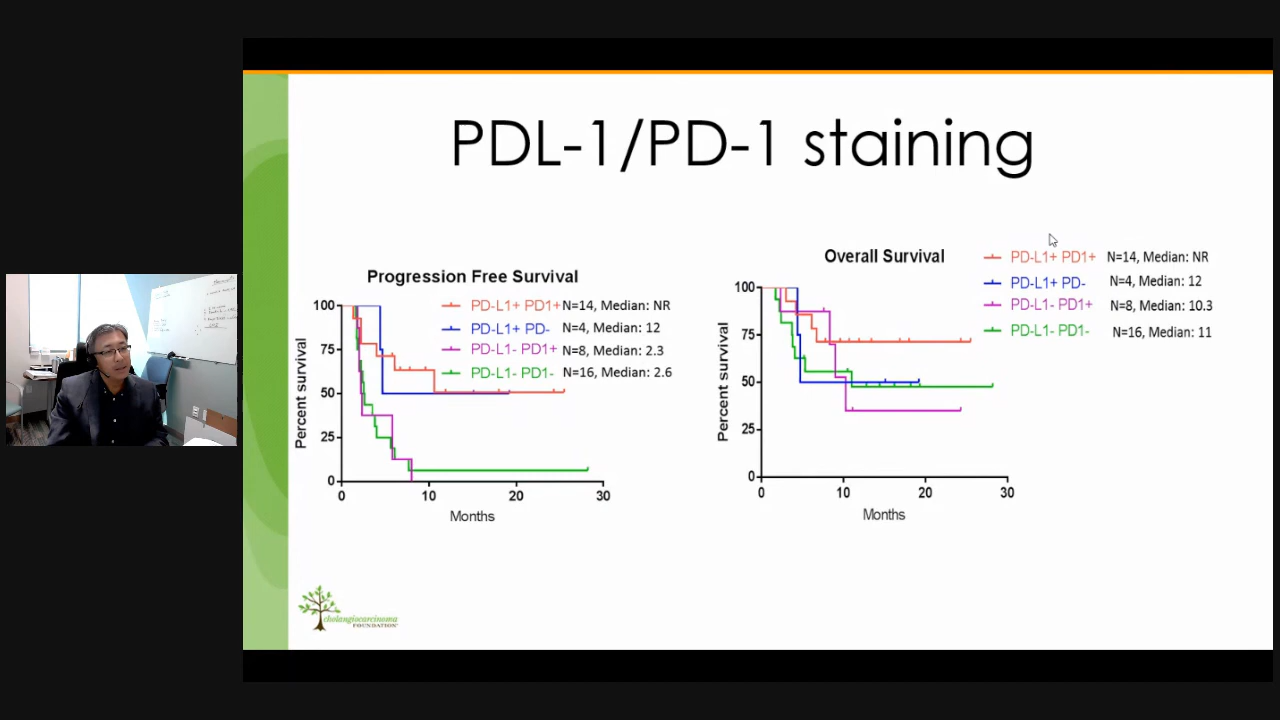 PDL-1/PD-1 staining
Progression Free Survival
PD-L1+ PD1+ N=14, Median: NR
PD-L1+ PD- N=4, Median: 12
PD-L1- PD1+ N=8, Median: 2.3
PD-L1- PD1- N=16, Median: 2.6
Percent survival
100
75
50
25
0
0 10 20 30
Months
Overall Survival
PD-L1+ PD1+ N=14, Median: NR
PD-L1+ PD- N=4, Median: 12
PD-L1- PD1+ N=8, Median: 10.3
PD-L1- PD1- N=16, Median: 11
Percent survival
100
75
50
25
0
0 10 20 30
Months
cholangiocarcinoma
FOUNDATION